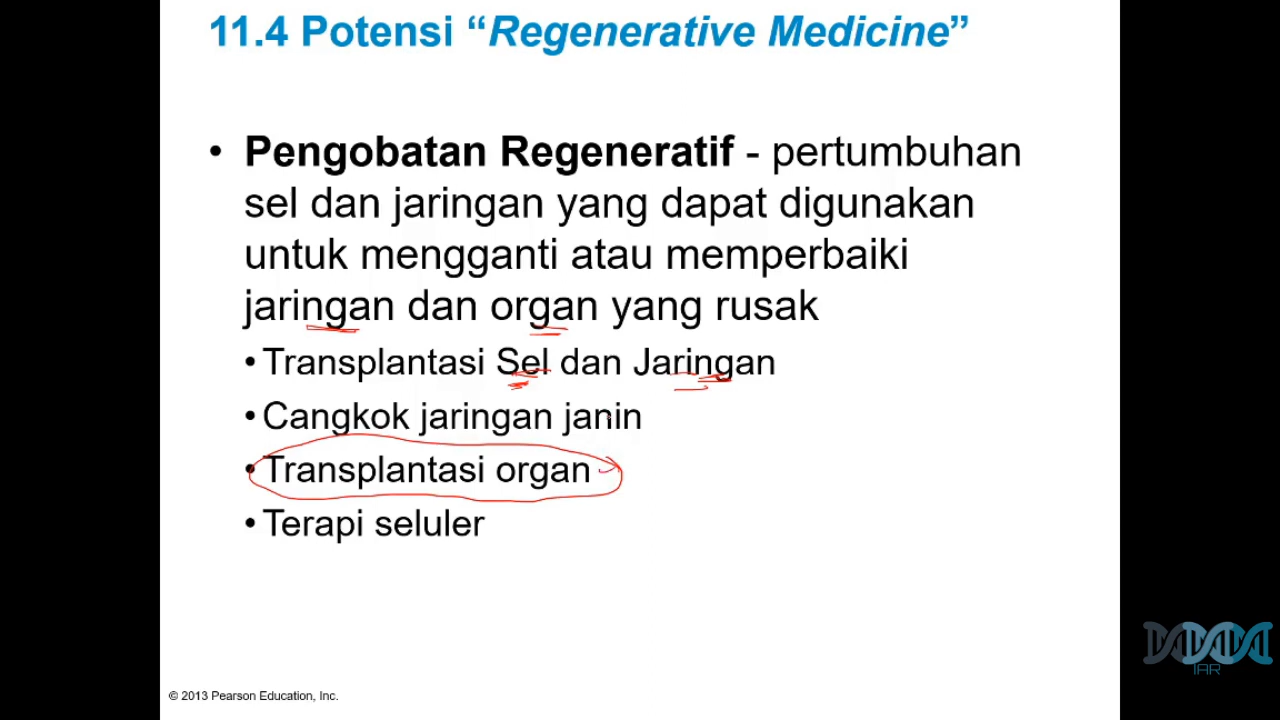 11.4 Potensi “Regenerative Medicine”
• Pengobatan Regeneratif - pertumbuhan
sel dan jaringan yang dapat digunakan
untuk mengganti atau memperbaiki
jaringan dan organ yang rusak
• Transplantasi Sel dan Jaringan
• Cangkok jaringan janin
• Transplantasi organ
• Terapi seluler
© 2013 Pearson Education, Inc.
IAR